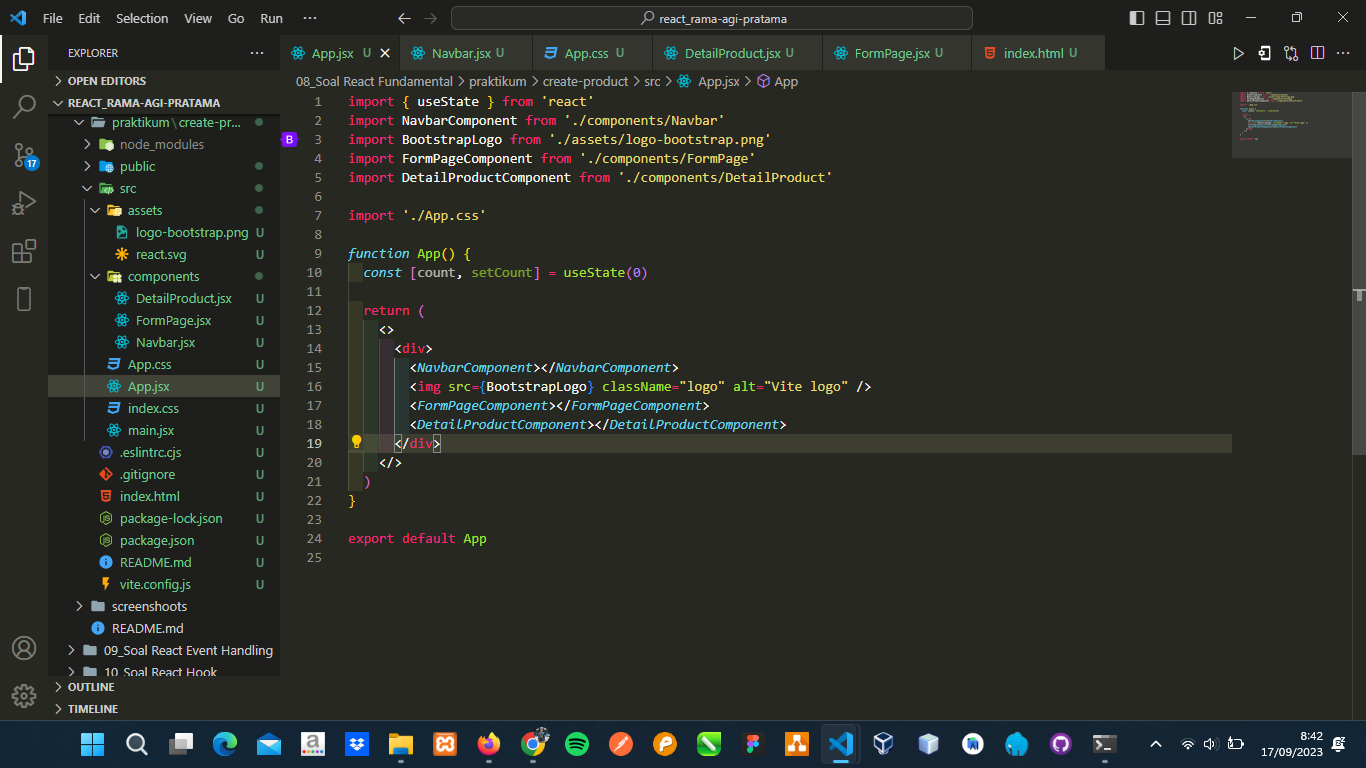 File Edit Selection View Go Run ···
react_rama-agi-pratama
EXPLORER ···
App.jsx U
Navbar.jsx U
App.css U
DetailProduct.jsx U
FormPage.jsx U
index.html U
OPEN EDITORS
REACT_RAMA-AGI-PRATAMA
praktikum \ create-pr...
node_modules
public
src
assets
logo-bootstrap.png U
react.svg U
components
DetailProduct.jsx U
FormPage.jsx U
Navbar.jsx U
App.css U
App.jsx U
index.css U
main.jsx U
.eslintrc.cjs U
.gitignore U
index.html U
package-lock.json U
package.json U
README.md U
vite.config.js U
screenshoots
README.md
09_Soal React Event Handling
10_Soal React Hook
OUTLINE
TIMELINE
17
08_Soal React Fundamental > praktikum > create-product > src > App.jsx > App
1 import { useState } from 'react'
2 import NavbarComponent from './components/Navbar'
B 3 import BootstrapLogo from './assets/logo-bootstrap.png'
4 import FormPageComponent from './components/FormPage'
5 import DetailProductComponent from './components/DetailProduct'
6
7 import './App.css'
8
9 function App() {
10 const [count, setCount] = useState(0)
11
12 return (
13 <>
14 <div>
15 <NavbarComponent></NavbarComponent>
16 <img src={BootstrapLogo} className="logo" alt="Vite logo" />
17 <FormPageComponent></FormPageComponent>
18 <DetailProductComponent></DetailProductComponent>
19 </div>
20 </>
21 )
22 }
23
24 export default App
25
8:42
17/09/2023